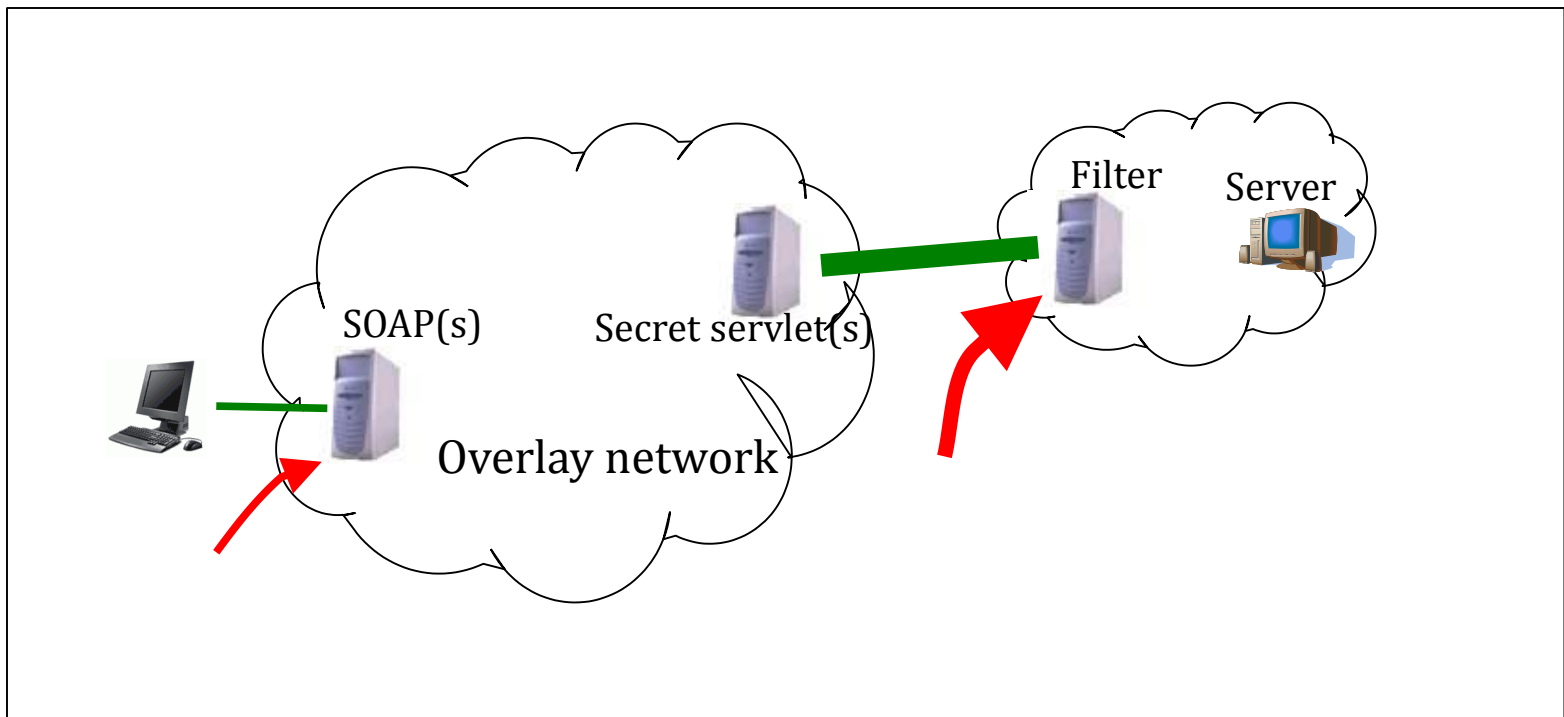 Filter
Server
SOAP(s)
Secret servlet(s)
Overlay network